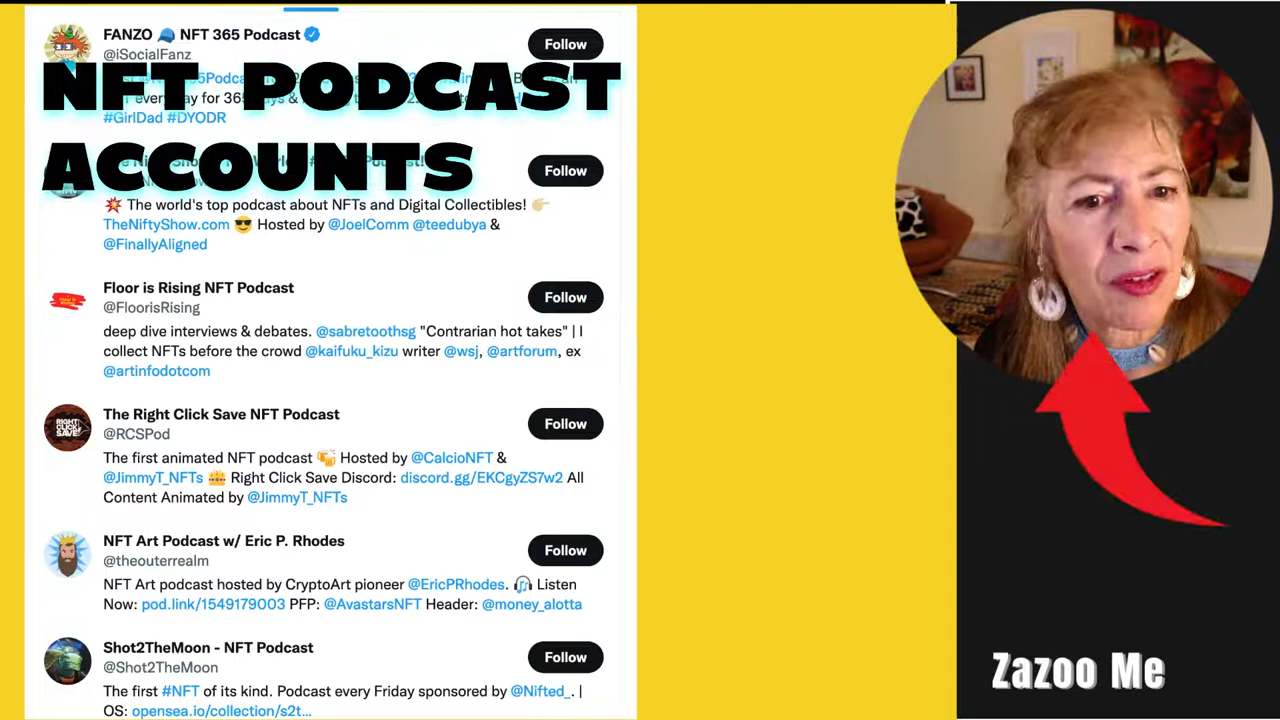 FANZO 🧢 NFT 365 Podcast
@iSocialFanz
Follow
NFT PODCAST
#GirlDad #DYODR
ACCOUNTS
Follow
💥 The world's top podcast about NFTs and Digital Collectibles! 👉🏼
TheNiftyShow.com 😎 Hosted by @JoelComm @teedubya &
@FinallyAligned
Floor is Rising NFT Podcast
@FloorisRising
Follow
deep dive interviews & debates. @sabretoothsg "Contrarian hot takes" | I
collect NFTs before the crowd @kaifuku_kizu writer @wsj, @artforum, ex
@artinfodotcom
RIGHT
CLICK
SAVE!
The Right Click Save NFT Podcast
@RCSPod
Follow
The first animated NFT podcast 🍻 Hosted by @CalcioNFT &
@JimmyT_NFTs 👑 Right Click Save Discord: discord.gg/EKCgyZS7w2 All
Content Animated by @JimmyT_NFTs
NFT Art Podcast w/ Eric P. Rhodes
@theouterrealm
Follow
NFT Art podcast hosted by CryptoArt pioneer @EricPRhodes. 🎧 Listen
Now: pod.link/1549179003 PFP: @AvastarsNFT Header: @money_alotta
Shot2TheMoon - NFT Podcast
@Shot2TheMoon
Follow
The first #NFT of its kind. Podcast every Friday sponsored by @Nifted_. |
OS: opensea.io/collection/s2t...
Zazoo Me